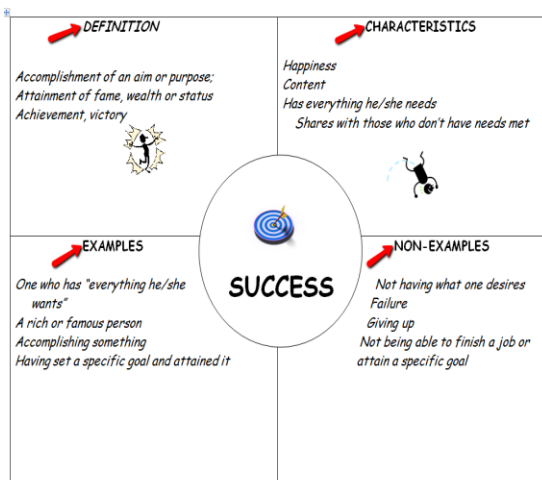 DEFINITION
Accomplishment of an aim or purpose;
Attainment of fame, wealth or status
Achievement, victory
CHARACTERISTICS
Happiness
Content
Has everything he/she needs
Shares with those who don't have needs met
SUCCESS
EXAMPLES
One who has "everything he/she
wants"
A rich or famous person
Accomplishing something
Having set a specific goal and attained it
NON-EXAMPLES
Not having what one desires
Failure
Giving up
Not being able to finish a job or
attain a specific goal